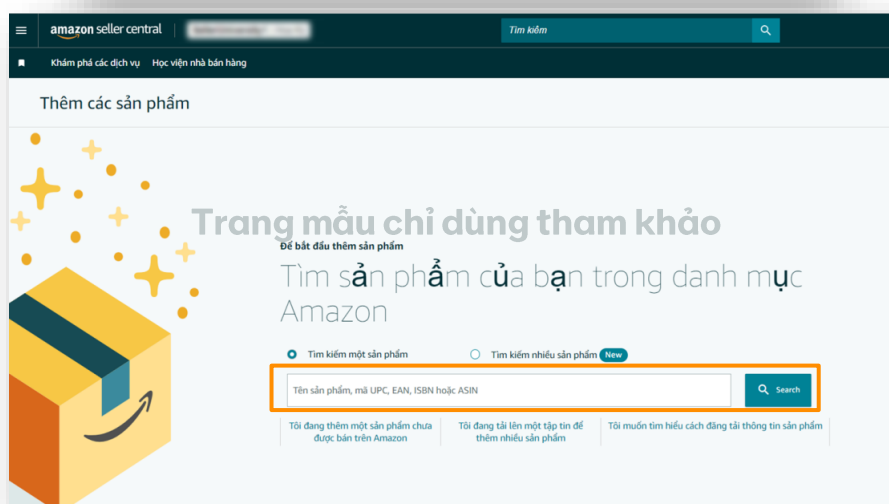 amazon seller central
Tìm kiếm
Khám phá các dịch vụ Học viện nhà bán hàng
Thêm các sản phẩm
Trang mẫu chỉ dùng tham khảo
Để bắt đầu thêm sản phẩm
Tìm sản phẩm của bạn trong danh mục
Amazon
Tìm kiếm một sản phẩm
Tìm kiếm nhiều sản phẩm New
Tên sản phẩm, mã UPC, EAN, ISBN hoặc ASIN
Search
Tôi đang thêm một sản phẩm chưa
được bán trên Amazon
Tôi đang tải lên một tập tin để
thêm nhiều sản phẩm
Tôi muốn tìm hiểu cách đăng tải thông tin sản phẩm